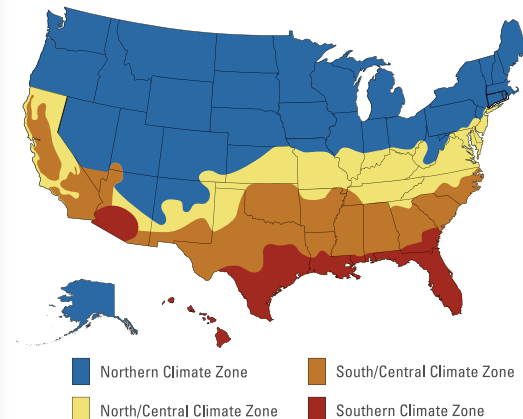 Northern Climate Zone
South/Central Climate Zone
North/Central Climate Zone
Southern Climate Zone